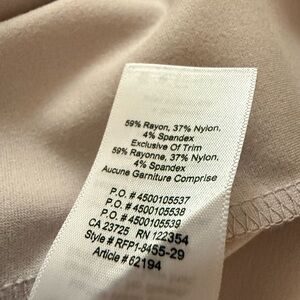 59% Rayon, 37% Nylon,
4% Spandex
Exclusive Of Trim
59% Rayonne, 37% Nylon,
4% Spandex
Aucune Garniture Comprise
P.O. # 4500105537
P.O. # 4500105538
P.O. # 4500105539
CA 23725 RN 122354
Style # RFP1-8455-29
Article # 62194